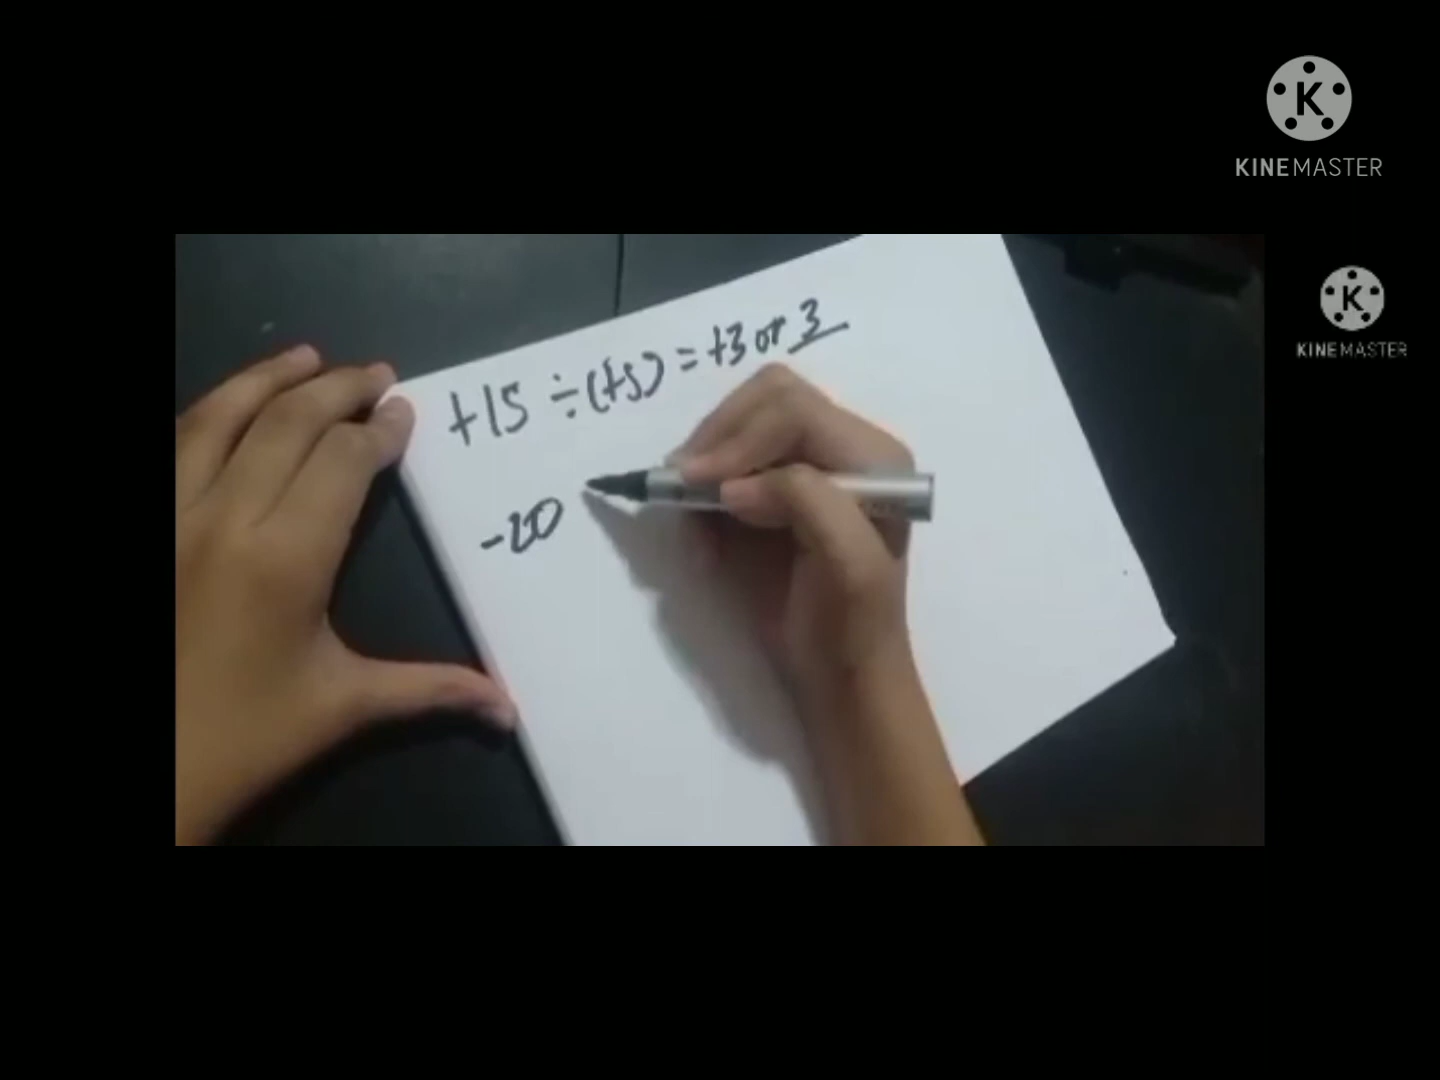 KINEMASTER
KINEMASTER
+15 ÷ (+5) = +3 or 3
-20